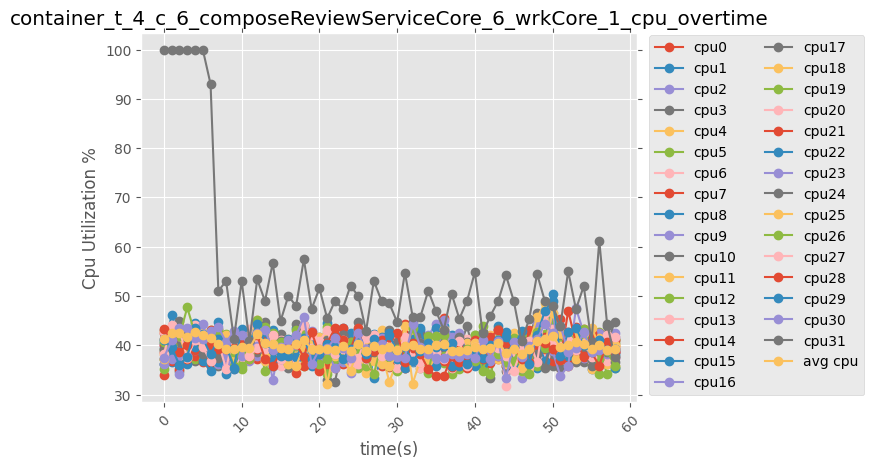 container_t_4_c_6_composeReviewServiceCore_6_wrkCore_1_cpu_overtime
Cpu Utilization %
100
90
80
70
60
50
40
30
0
10
20
30
40
50
60
time(s)
cpu0
cpu1
cpu2
cpu3
cpu4
cpu5
cpu6
cpu7
cpu8
cpu9
cpu10
cpu11
cpu12
cpu13
cpu14
cpu15
cpu16
cpu17
cpu18
cpu19
cpu20
cpu21
cpu22
cpu23
cpu24
cpu25
cpu26
cpu27
cpu28
cpu29
cpu30
cpu31
avg cpu